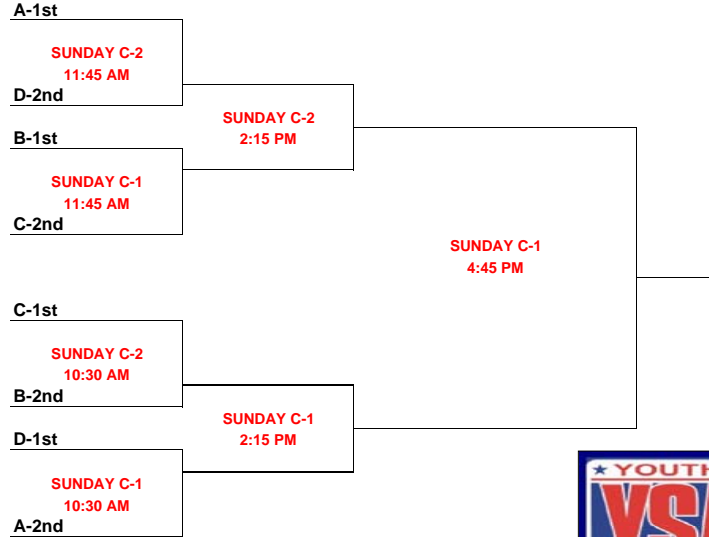 A-1st
SUNDAY C-2
11:45 AM
D-2nd
SUNDAY C-2
2:15 PM
B-1st
SUNDAY C-1
11:45 AM
C-2nd
SUNDAY C-1
4:45 PM
C-1st
SUNDAY C-2
10:30 AM
B-2nd
SUNDAY C-1
2:15 PM
D-1st
SUNDAY C-1
10:30 AM
A-2nd
YOUTH